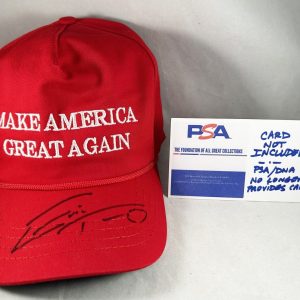 MAKE AMERICA
GREAT AGAIN
PSA
THE FOUNDATION OF ALL GREAT COLLECTIONS
CARD
NOT
INCLUDED
PSA/DNA
NO LONGER
PROVIDES CARD